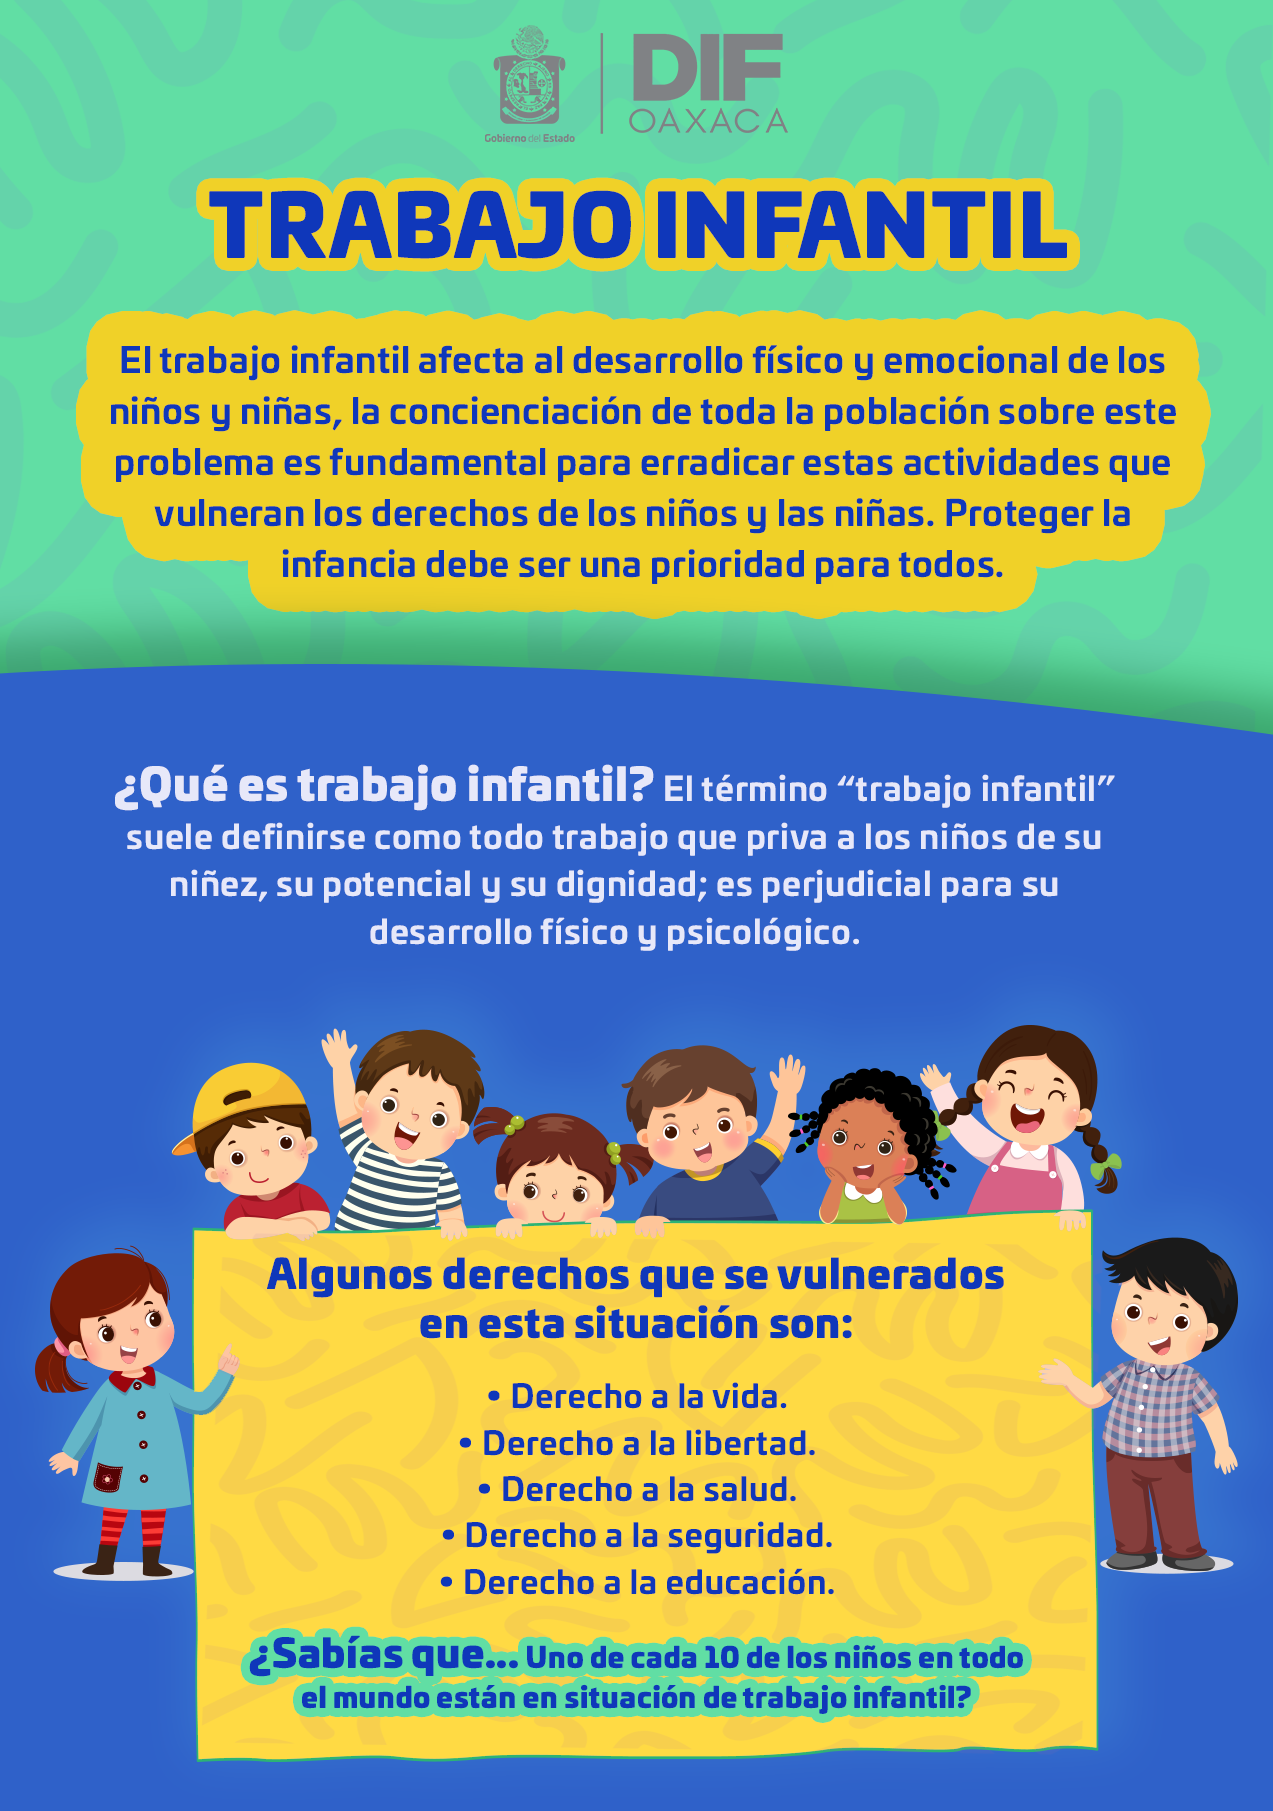 Gobierno del Estado
DIF
OAXACA
TRABAJO INFANTIL
El trabajo infantil afecta al desarrollo físico y emocional de los
niños y niñas, la concienciación de toda la población sobre este
problema es fundamental para erradicar estas actividades que
vulneran los derechos de los niños y las niñas. Proteger la
infancia debe ser una prioridad para todos.
¿Qué es trabajo infantil? El término “trabajo infantil”
suele definirse como todo trabajo que priva a los niños de su
niñez, su potencial y su dignidad; es perjudicial para su
desarrollo físico y psicológico.
Algunos derechos que se vulnerados
en esta situación son:
• Derecho a la vida.
• Derecho a la libertad.
• Derecho a la salud.
• Derecho a la seguridad.
• Derecho a la educación.
¿Sabías que... Uno de cada 10 de los niños en todo
el mundo están en situación de trabajo infantil?